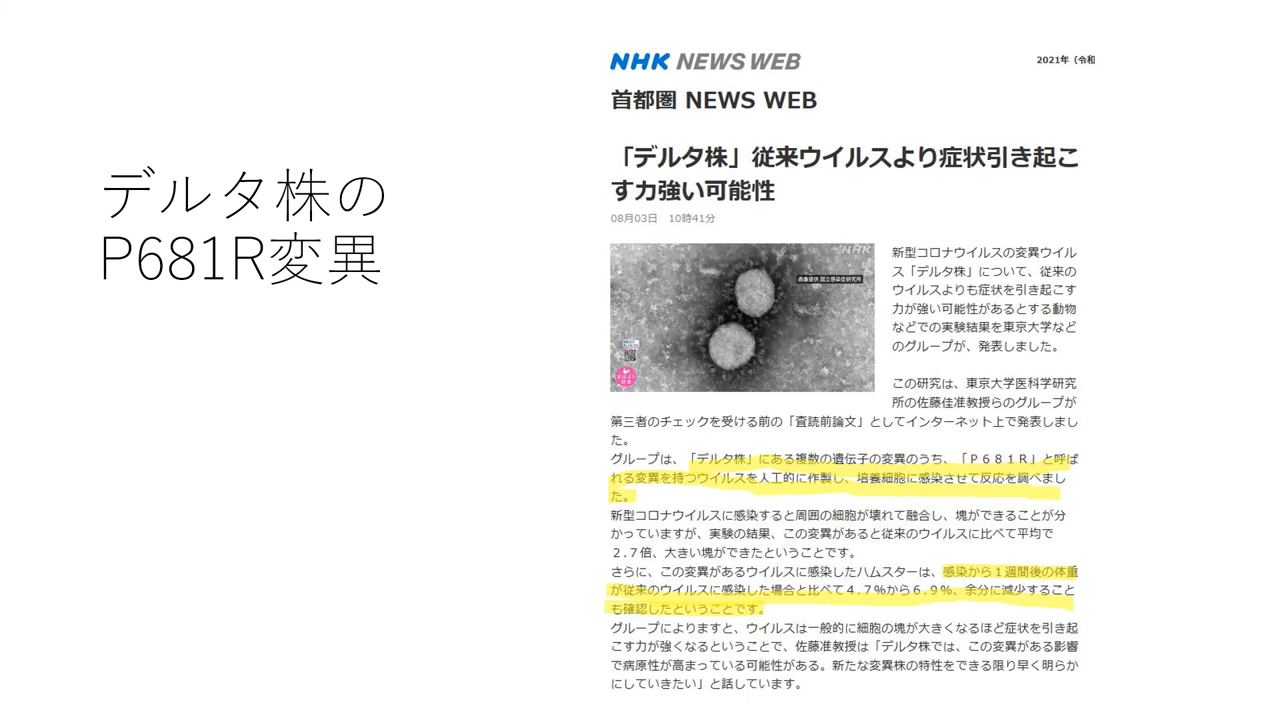 デルタ株の
P681R変異
NHK NEWS WEB
2021年（令和
首都圏 NEWS WEB
「デルタ株」従来ウイルスより症状引き起こ
す力強い可能性
08月03日 10時41分
NHK
画像提供 国立感染症研究所
おはよう
日本
新型コロナウイルスの変異ウイル
ス「デルタ株」について、従来の
ウイルスよりも症状を引き起こす
力が強い可能性があるとする動物
などでの実験結果を東京大学など
のグループが、発表しました。
この研究は、東京大学医科学研究
所の佐藤佳准教授らのグループが
第三者のチェックを受ける前の「査読前論文」としてインターネット上で発表しまし
た。
グループは、「デルタ株」にある複数の遺伝子の変異のうち、「Ｐ６８１Ｒ」と呼ば
れる変異を持つウイルスを人工的に作製し、培養細胞に感染させて反応を調べまし
た。
新型コロナウイルスに感染すると周囲の細胞が壊れて融合し、塊ができることが分
かっていますが、実験の結果、この変異があると従来のウイルスに比べて平均で
２.７倍、大きい塊ができたということです。
さらに、この変異があるウイルスに感染したハムスターは、感染から１週間後の体重
が従来のウイルスに感染した場合と比べて４.７%から６.９%、余分に減少すること
も確認したということです。
グループによりますと、ウイルスは一般的に細胞の塊が大きくなるほど症状を引き起
こす力が強くなるということで、佐藤准教授は「デルタ株では、この変異がある影響
で病原性が高まっている可能性がある。新たな変異株の特性をできる限り早く明らか
にしていきたい」と話しています。